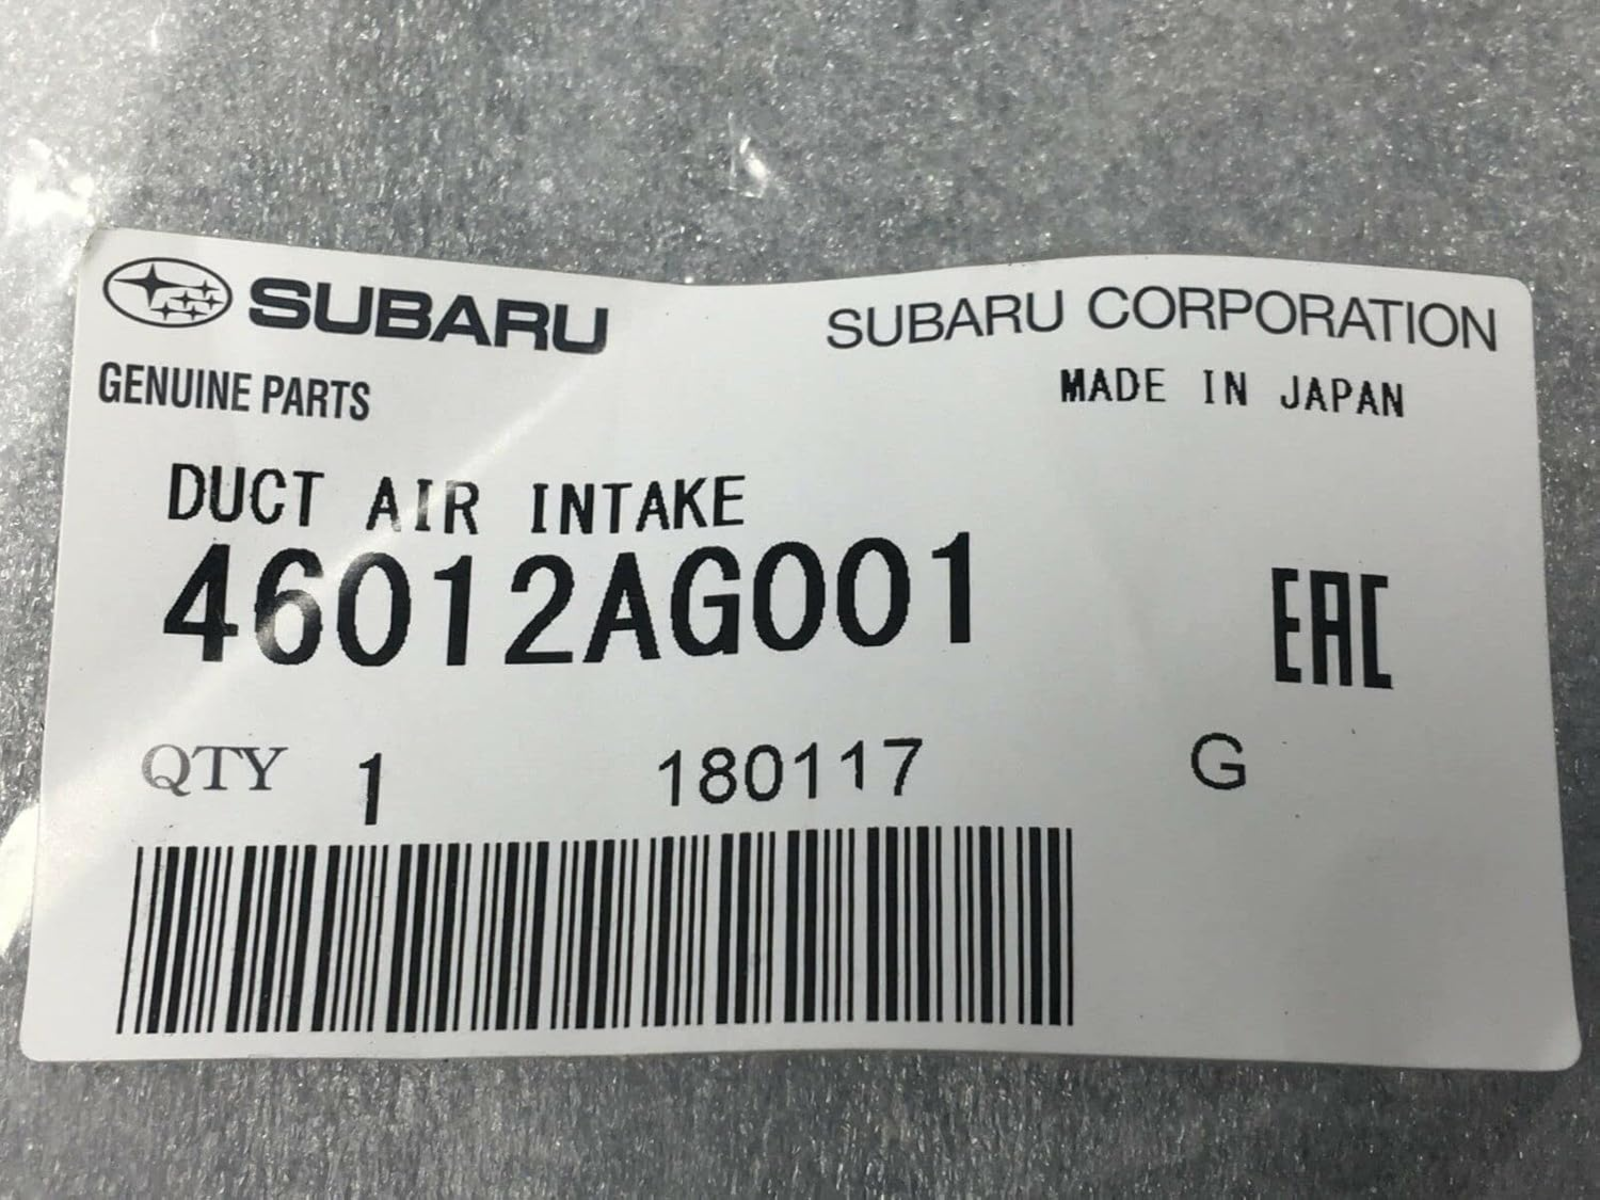 SUBARU
SUBARU CORPORATION
GENUINE PARTS
MADE IN JAPAN
DUCT AIR INTAKE
46012AG001
EAC
QTY 1 180117 G